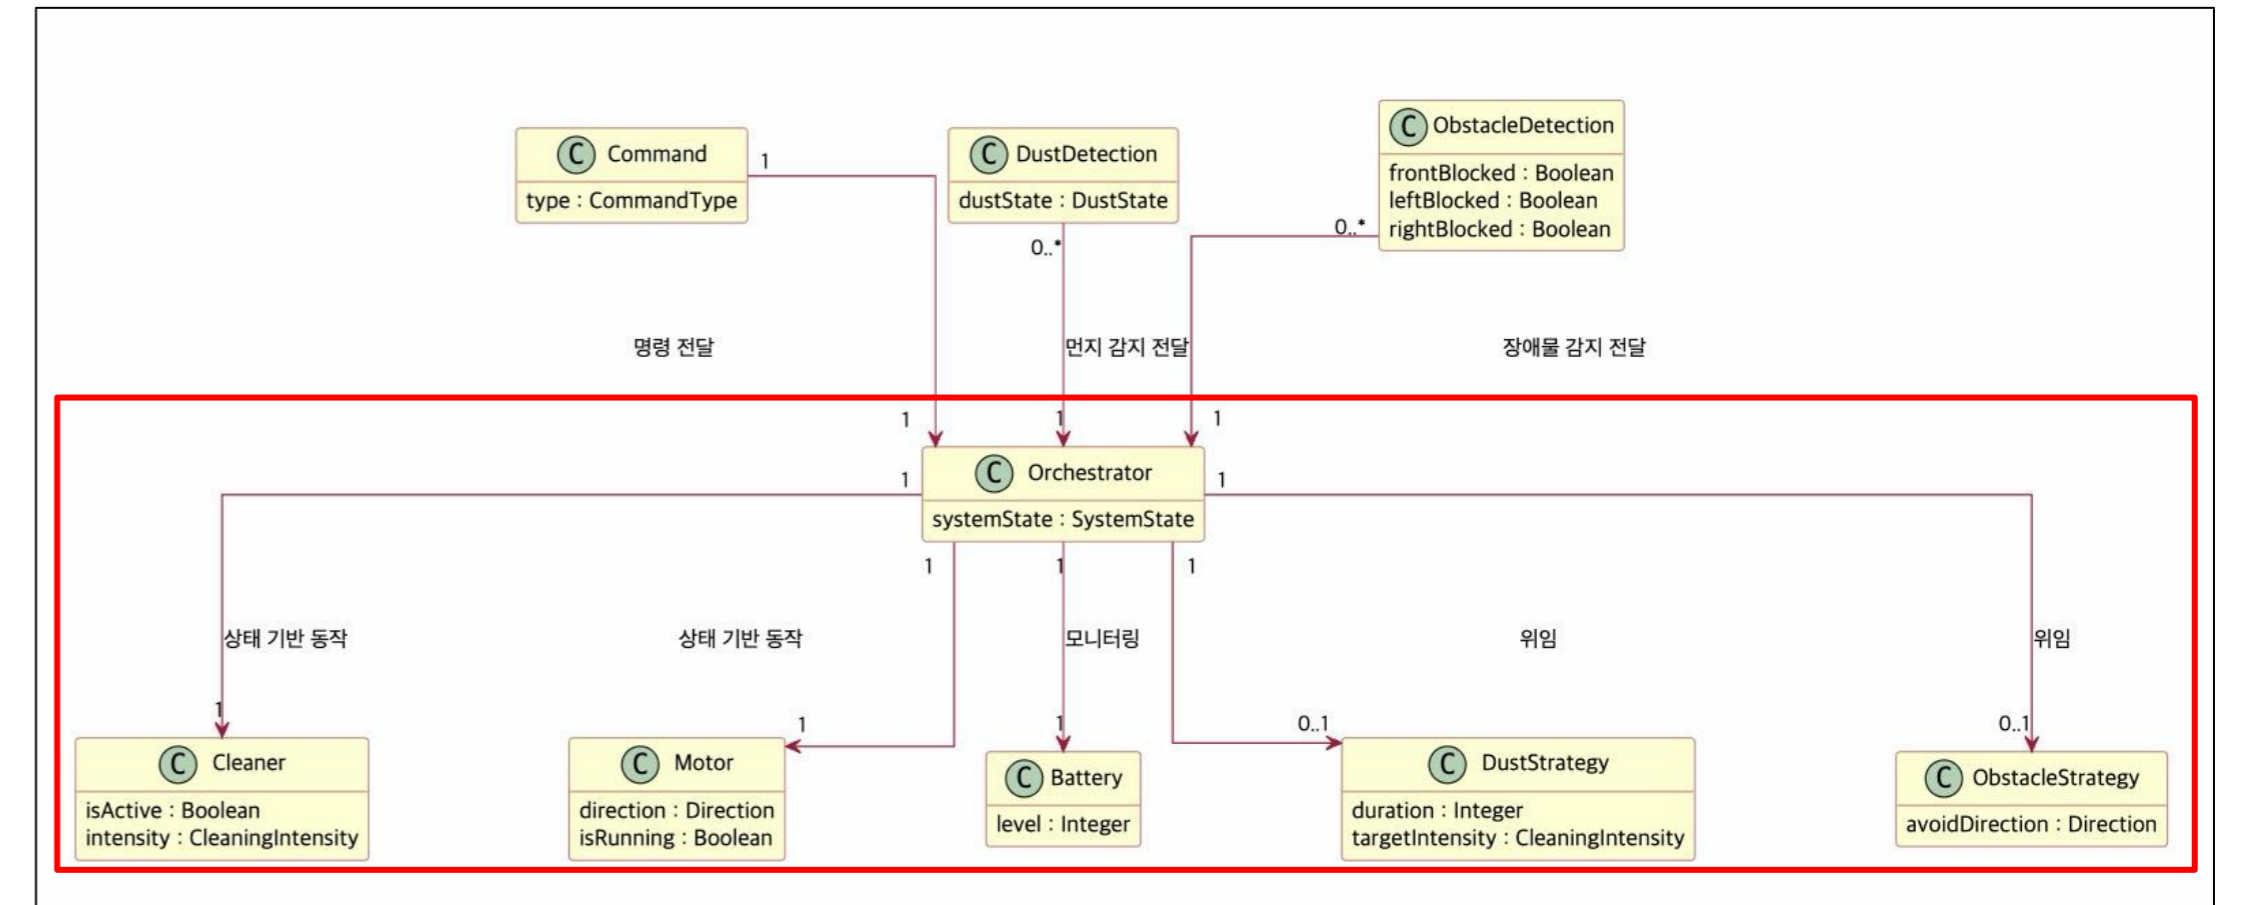 C Command
type : CommandType
1
C DustDetection
dustState : DustState
0..*
C ObstacleDetection
frontBlocked : Boolean
leftBlocked : Boolean
rightBlocked : Boolean
0..*
명령 전달
먼지 감지 전달
장애물 감지 전달
1
1
1
C Orchestrator
systemState : SystemState
1
1
1
1
1
상태 기반 동작
상태 기반 동작
모니터링
위임
위임
1
1
1
0..1
0..1
C Cleaner
isActive : Boolean
intensity : CleaningIntensity
C Motor
direction : Direction
isRunning : Boolean
C Battery
level : Integer
C DustStrategy
duration : Integer
targetIntensity : CleaningIntensity
C ObstacleStrategy
avoidDirection : Direction